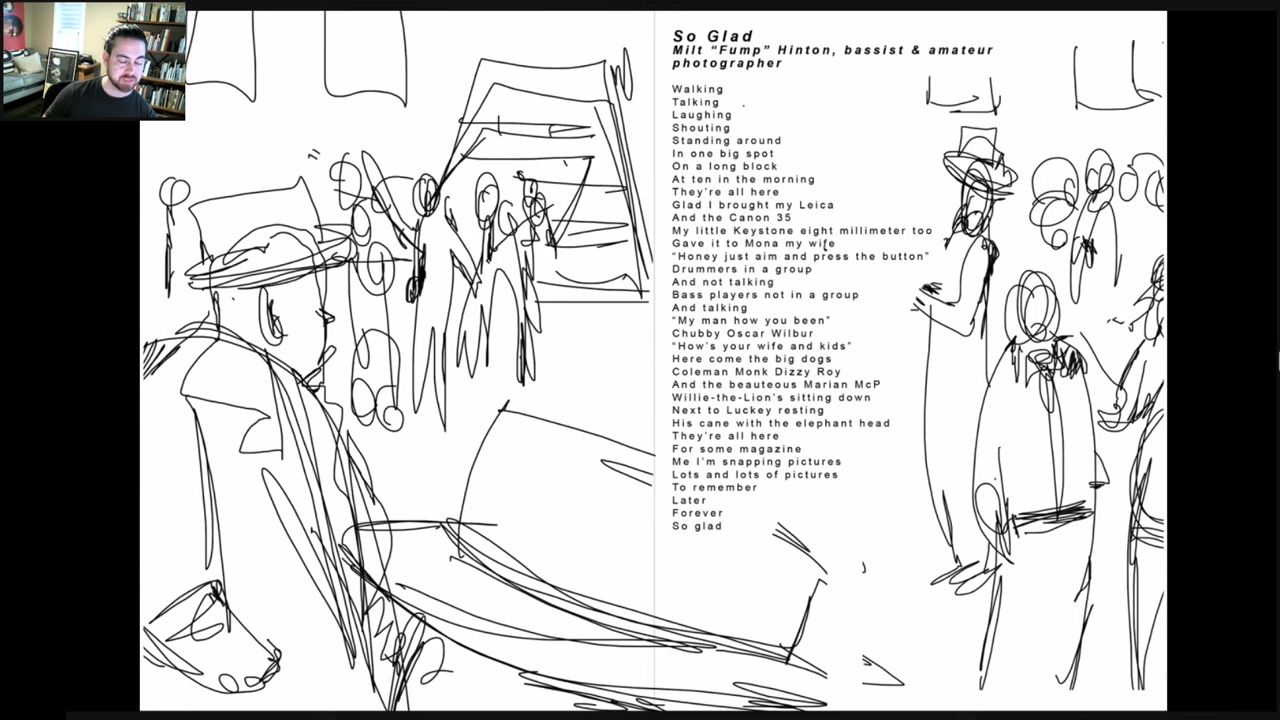 So Glad
Milt “Fump” Hinton, bassist & amateur
photographer
Walking
Talking
Laughing
Shouting
Standing around
In one big spot
On a long block
At ten in the morning
They’re all here
Glad I brought my Leica
And the Canon 35
My little Keystone eight millimeter too
Gave it to Mona my wife
“Honey just aim and press the button”
Drummers in a group
And not talking
Bass players not in a group
And talking
“My man how you been”
Chubby Oscar Wilbur
“How’s your wife and kids”
Here come the big dogs
Coleman Monk Dizzy Roy
And the beauteous Marian McP
Willie-the-Lion’s sitting down
Next to Luckey resting
His cane with the elephant head
They’re all here
For some magazine
Me I’m snapping pictures
Lots and lots of pictures
To remember
Later
Forever
So glad